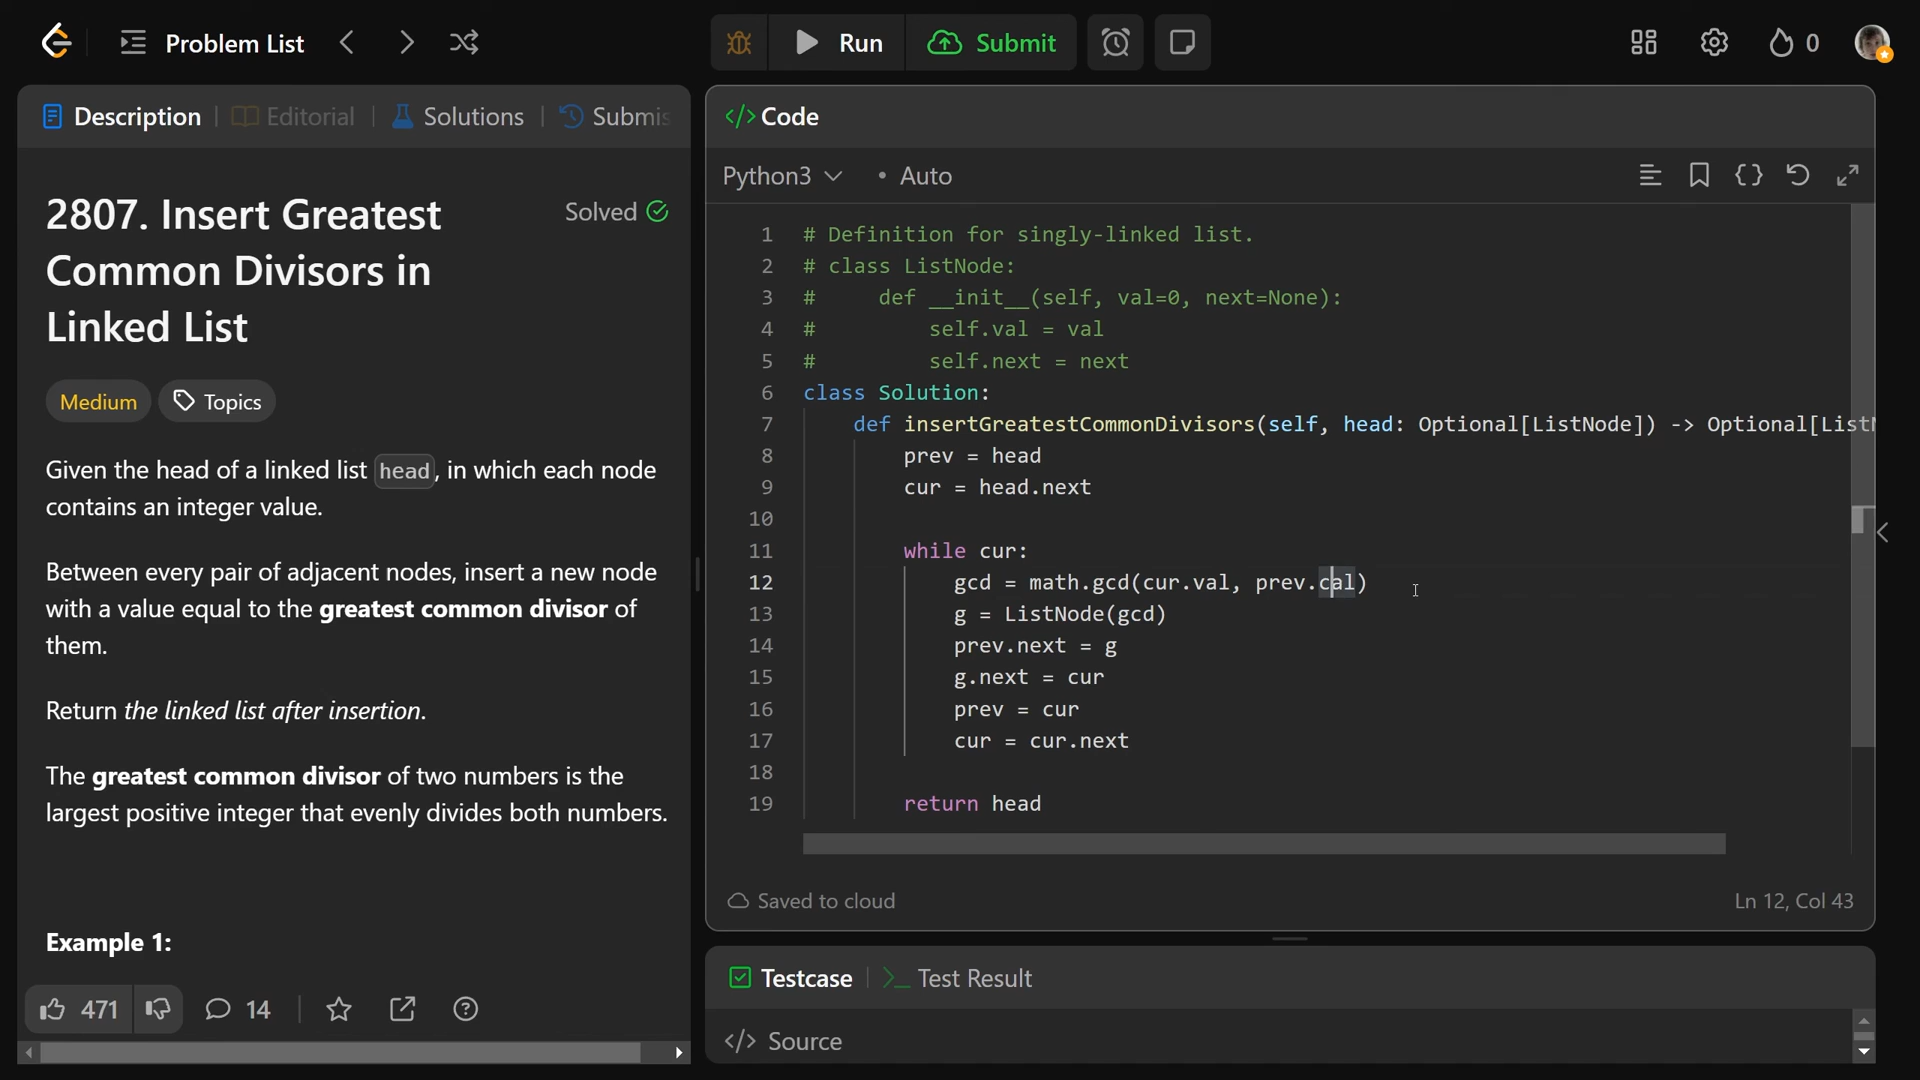 Problem List
Run
Submit
0
Description
Editorial
Solutions
Submis
2807. Insert Greatest
Common Divisors in
Linked List
Solved
Medium
Topics
Given the head of a linked list head, in which each node
contains an integer value.
Between every pair of adjacent nodes, insert a new node
with a value equal to the greatest common divisor of
them.
Return the linked list after insertion.
The greatest common divisor of two numbers is the
largest positive integer that evenly divides both numbers.
Example 1:
471
14
</> Code
Python3
• Auto
1 # Definition for singly-linked list.
2 # class ListNode:
3 #     def __init__(self, val=0, next=None):
4 #         self.val = val
5 #         self.next = next
6 class Solution:
7     def insertGreatestCommonDivisors(self, head: Optional[ListNode]) -> Optional[ListN
8         prev = head
9         cur = head.next
10
11         while cur:
12             gcd = math.gcd(cur.val, prev.cal)
13             g = ListNode(gcd)
14             prev.next = g
15             g.next = cur
16             prev = cur
17             cur = cur.next
18
19         return head
Saved to cloud
Ln 12, Col 43
Testcase
>_ Test Result
</> Source